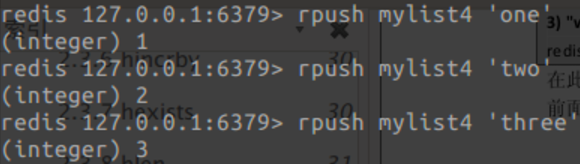 redis 127.0.0.1:6379> rpush mylist4 'one'
(integer) 1
redis 127.0.0.1:6379> rpush mylist4 'two'
(integer) 2
redis 127.0.0.1:6379> rpush mylist4 'three'
(integer) 3